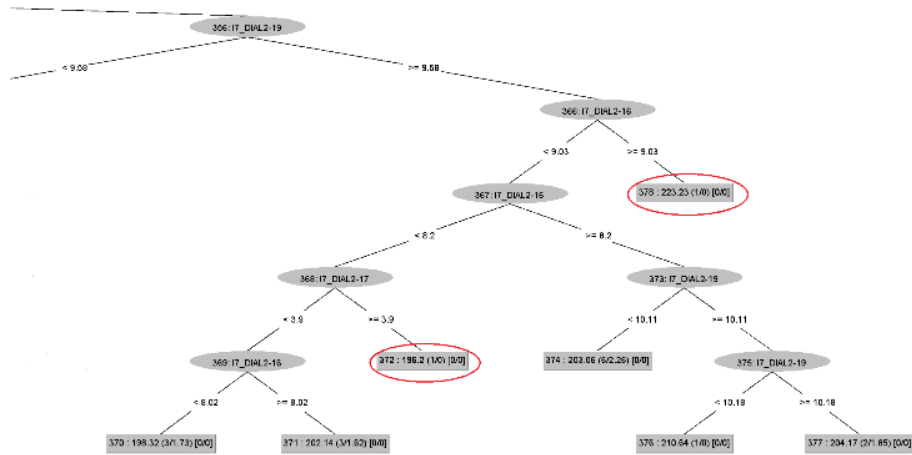 306: I7_DIAL2-19
< 9.58
>= 9.58
366: I7_DIAL2-16
< 9.03
>= 9.03
367: I7_DIAL2-16
378 : 223.23 (1/0) [0/0]
< 8.2
>= 8.2
368: I7_DIAL2-17
373: I7_DIAL2-19
< 3.9
>= 3.9
< 10.11
>= 10.11
369: I7_DIAL2-16
372 : 196.2 (1/0) [0/0]
374 : 203.06 (6/2.26) [0/0]
375: I7_DIAL2-19
< 8.02
>= 8.02
< 10.18
>= 10.18
370 : 198.32 (3/1.73) [0/0]
371 : 202.14 (3/1.62) [0/0]
376 : 210.64 (1/0) [0/0]
377 : 204.17 (2/1.85) [0/0]